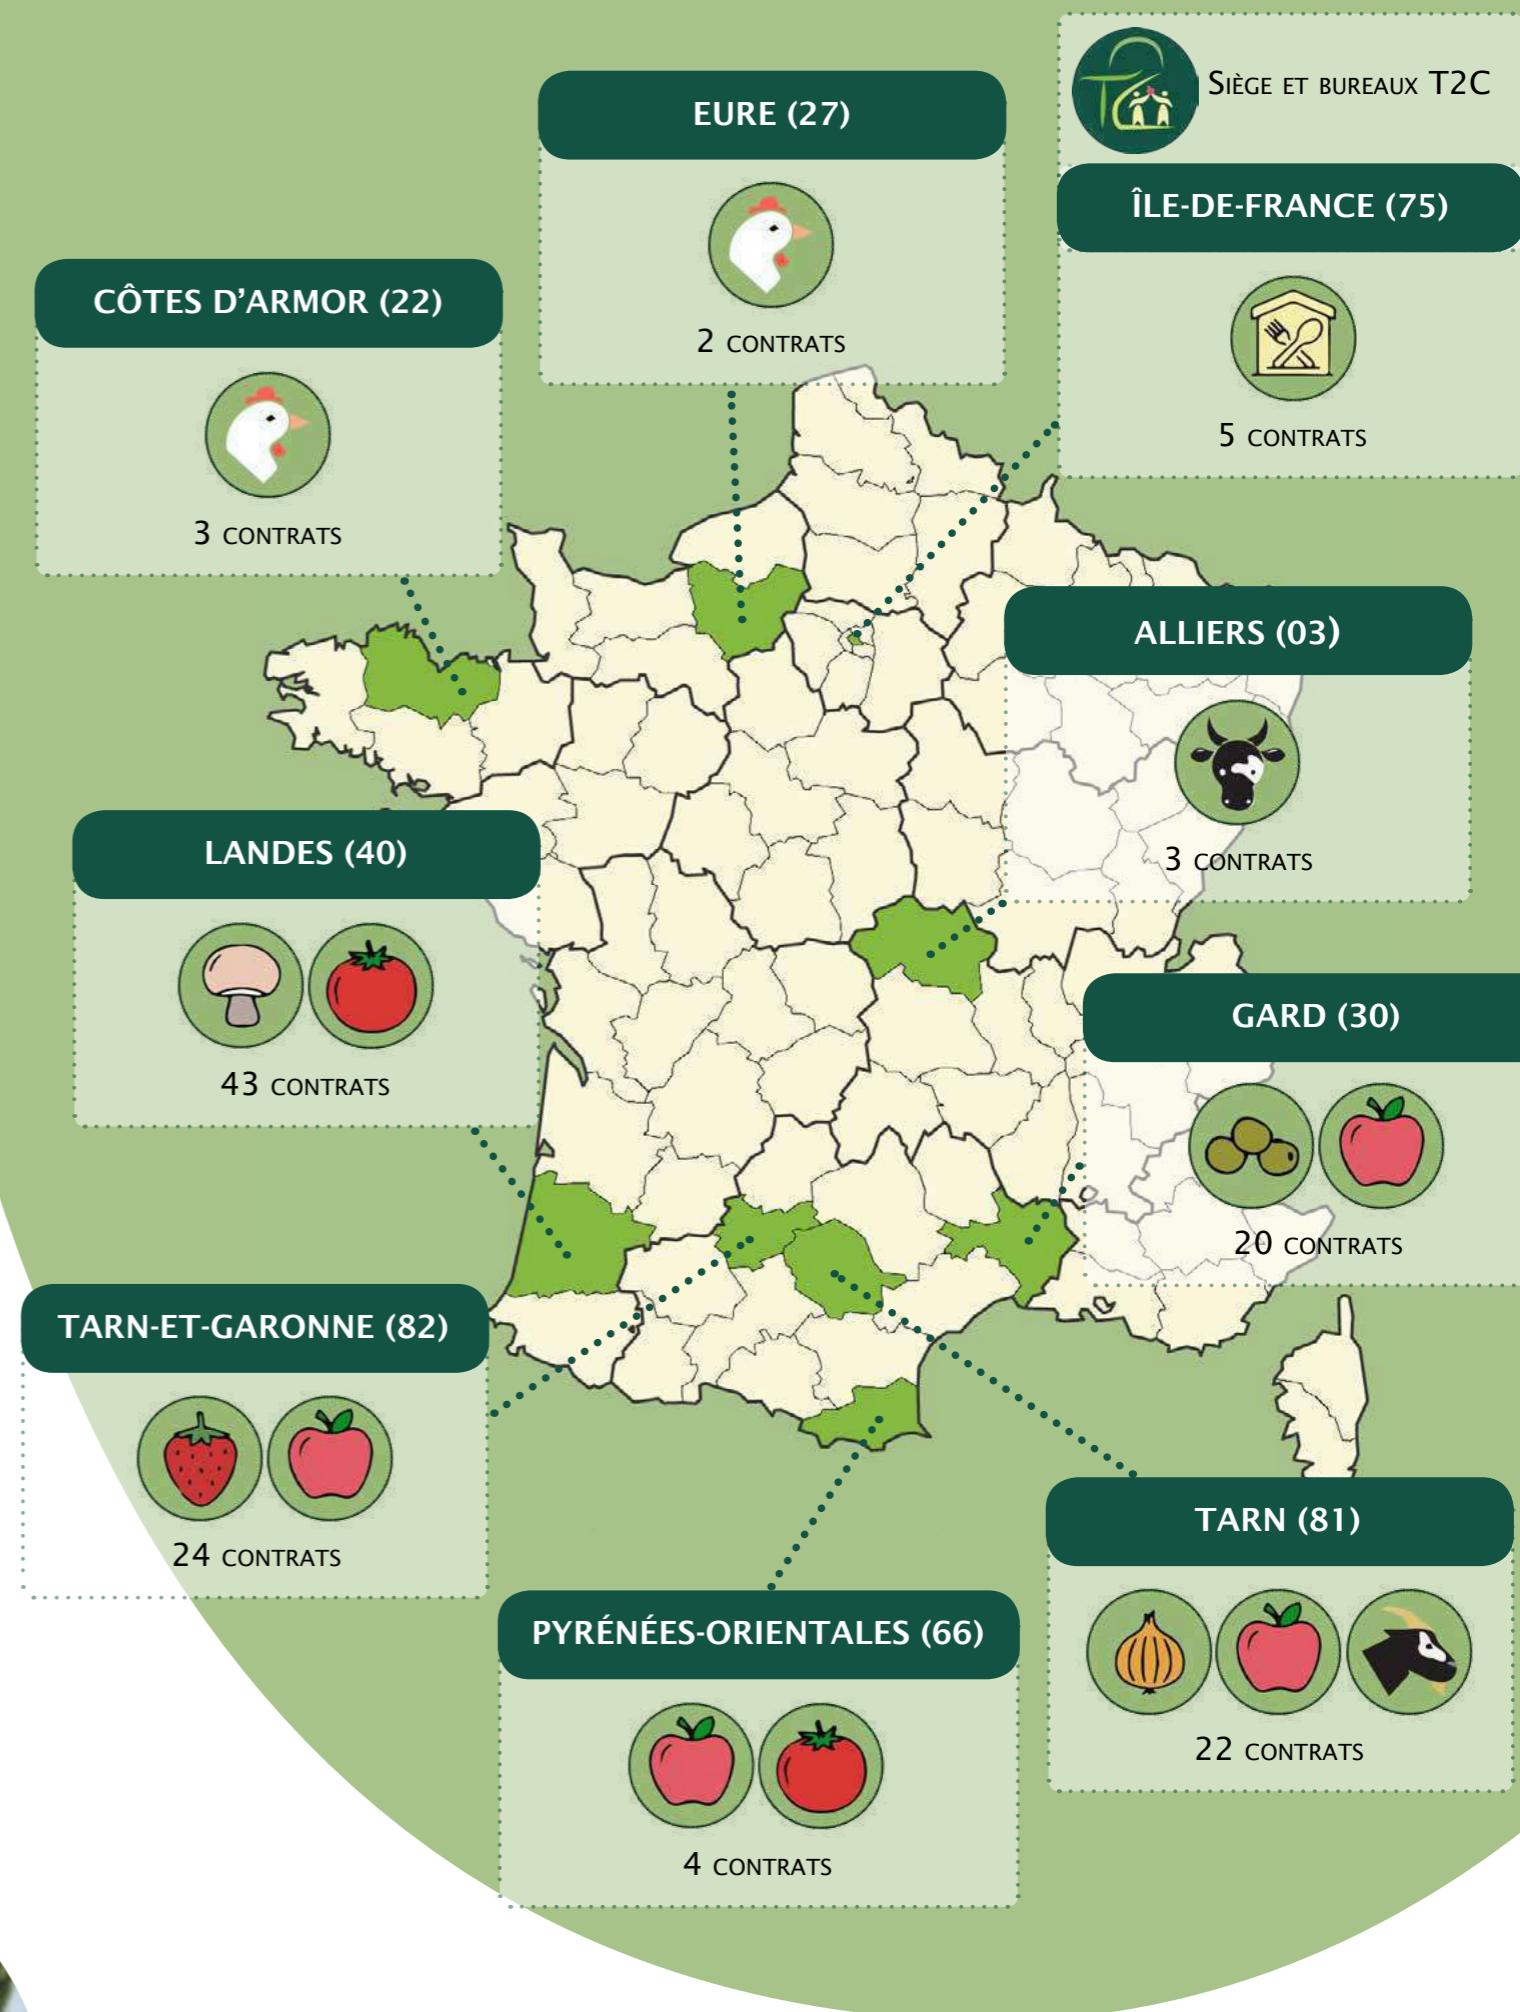 SIÈGE ET BUREAUX T2C
EURE (27)
2 CONTRATS
ÎLE-DE-FRANCE (75)
5 CONTRATS
CÔTES D'ARMOR (22)
3 CONTRATS
ALLIERS (03)
3 CONTRATS
LANDES (40)
43 CONTRATS
GARD (30)
20 CONTRATS
TARN-ET-GARONNE (82)
24 CONTRATS
TARN (81)
22 CONTRATS
PYRÉNÉES-ORIENTALES (66)
4 CONTRATS